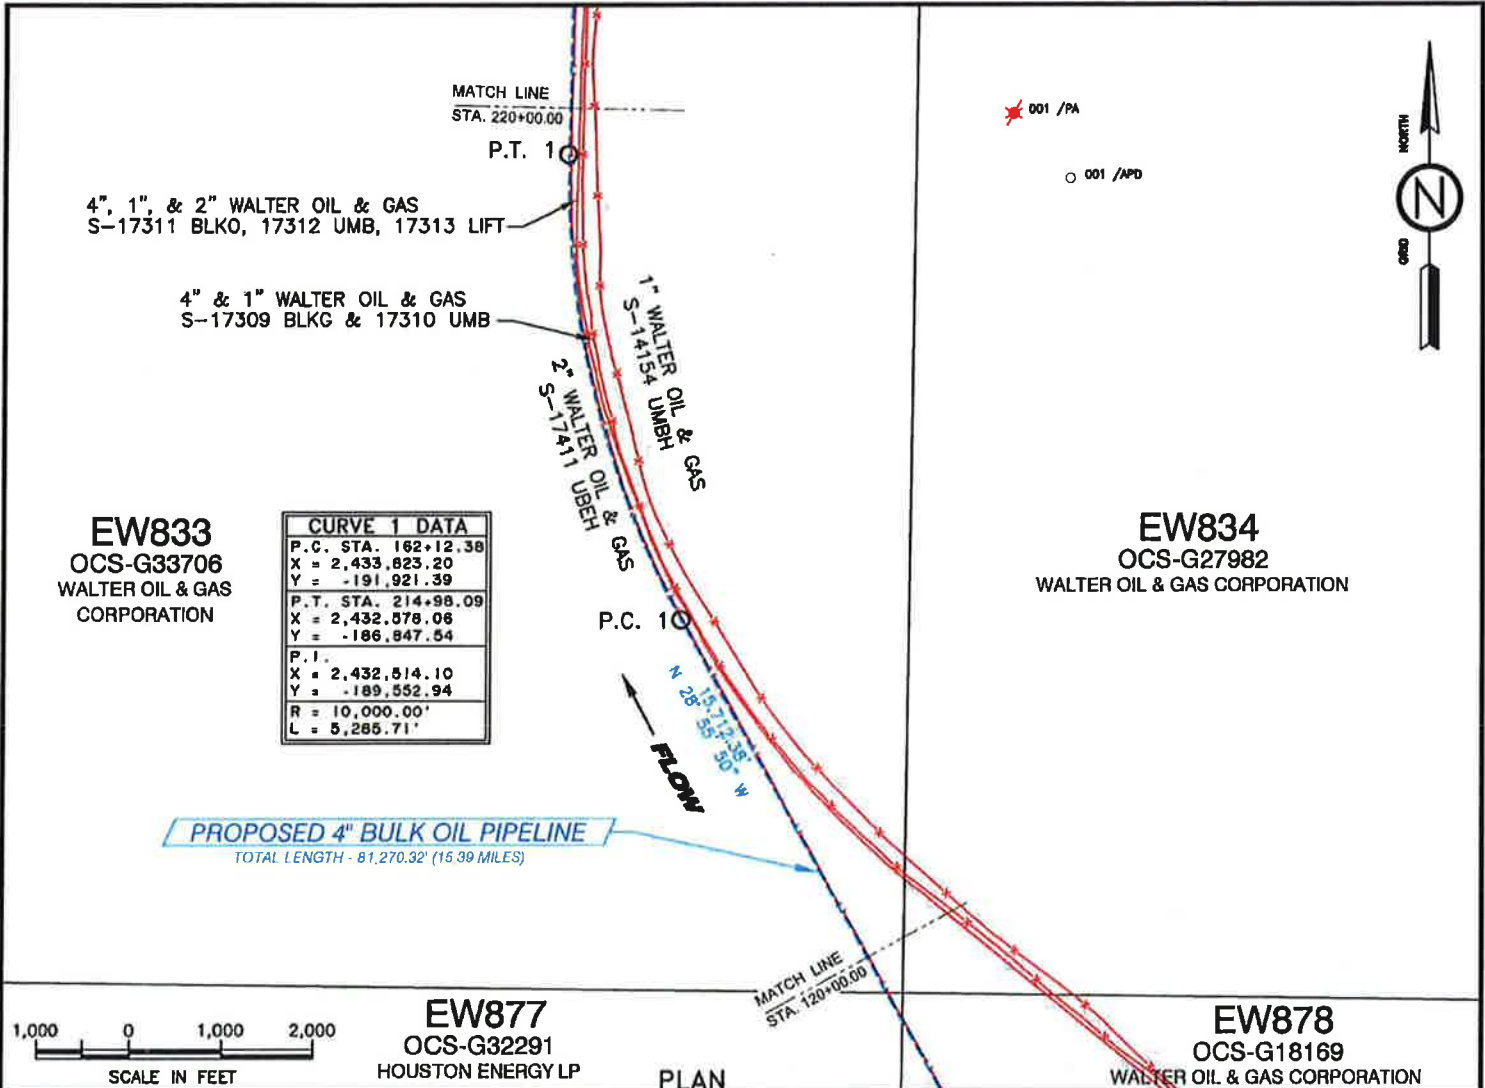 MATCH LINE
STA. 220+00.00
P.T. 1
001 /PA
001 /APD
NORTH
N
GRID
4", 1", & 2" WALTER OIL & GAS
S-17311 BLKO, 17312 UMB, 17313 LIFT
4" & 1" WALTER OIL & GAS
S-17309 BLKG & 17310 UMB
1" WALTER OIL & GAS
S-14154 UMBH
2" WALTER OIL & GAS
S-17411 UBEH
EW833
OCS-G33706
WALTER OIL & GAS
CORPORATION
CURVE 1 DATA
P.C. STA. 162+12.38
X = 2,433,823.20
Y = -191,921.39
P.T. STA. 214+98.09
X = 2,432,578.06
Y = -186,847.54
P.I.
X = 2,432,514.10
Y = -189,552.94
R = 10,000.00'
L = 5,285.71'
EW834
OCS-G27982
WALTER OIL & GAS CORPORATION
P.C. 1
15,712.38'
N 28° 55' 50" W
FLOW
PROPOSED 4" BULK OIL PIPELINE
TOTAL LENGTH - 81,270.32' (15.39 MILES)
MATCH LINE
STA. 120+00.00
EW877
OCS-G32291
HOUSTON ENERGY LP
EW878
OCS-G18169
WALTER OIL & GAS CORPORATION
1,000 0 1,000 2,000
SCALE IN FEET
PLAN